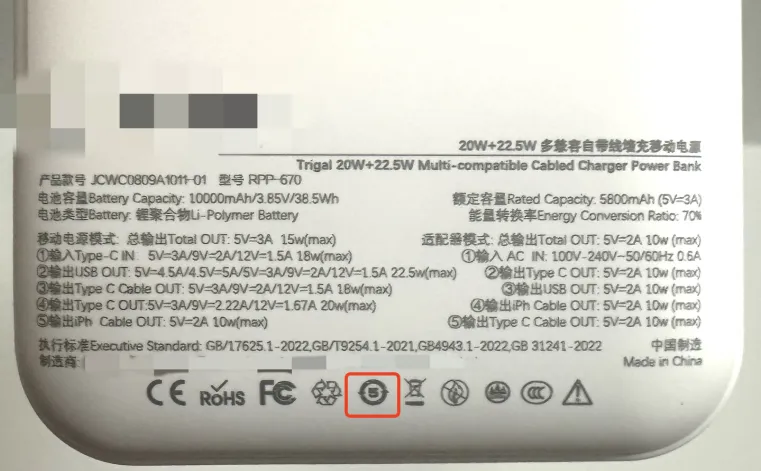 20W+22.5W 多兼容自带线墙充移动电源
Trigal 20W+22.5W Multi-compatible Cabled Charger Power Bank
产品款号 JCWC0809A1011-01 型号 RPP-670
电池容量Battery Capacity: 10000mAh/3.85V/38.5Wh
额定容量Rated Capacity: 5800mAh (5V=3A)
电池类型Battery: 锂聚合物Li-Polymer Battery
能量转换率Energy Conversion Ratio: 70%
移动电源模式: 总输出Total OUT: 5V=3A 15w(max)
①输入Type-C IN: 5V=3A/9V=2A/12V=1.5A 18w(max)
②输出USB OUT: 5V=4.5A/4.5V=5A/5V=3A/9V=2A/12V=1.5A 22.5w(max)
③输出Type C Cable OUT: 5V=3A/9V=2A/12V=1.5A 18w(max)
④输出Type C OUT:5V=3A/9V=2.22A/12V=1.67A 20w(max)
⑤输出iPh Cable OUT: 5V=2A 10w(max)
适配器模式: 总输出Total OUT: 5V=2A 10w (max)
①输入 AC IN: 100V-240V~50/60Hz 0.6A
②输出Type C OUT: 5V=2A 10w (max)
③输出USB OUT: 5V=2A 10w (max)
④输出iPh Cable OUT: 5V=2A 10w (max)
⑤输出Type C Cable OUT: 5V=2A 10w (max)
执行标准Executive Standard: GB/17625.1-2022,GB/T9254.1-2021,GB4943.1-2022,GB 31241-2022
中国制造
制造商:
Made in China
CE RoHS FC 5 CCC